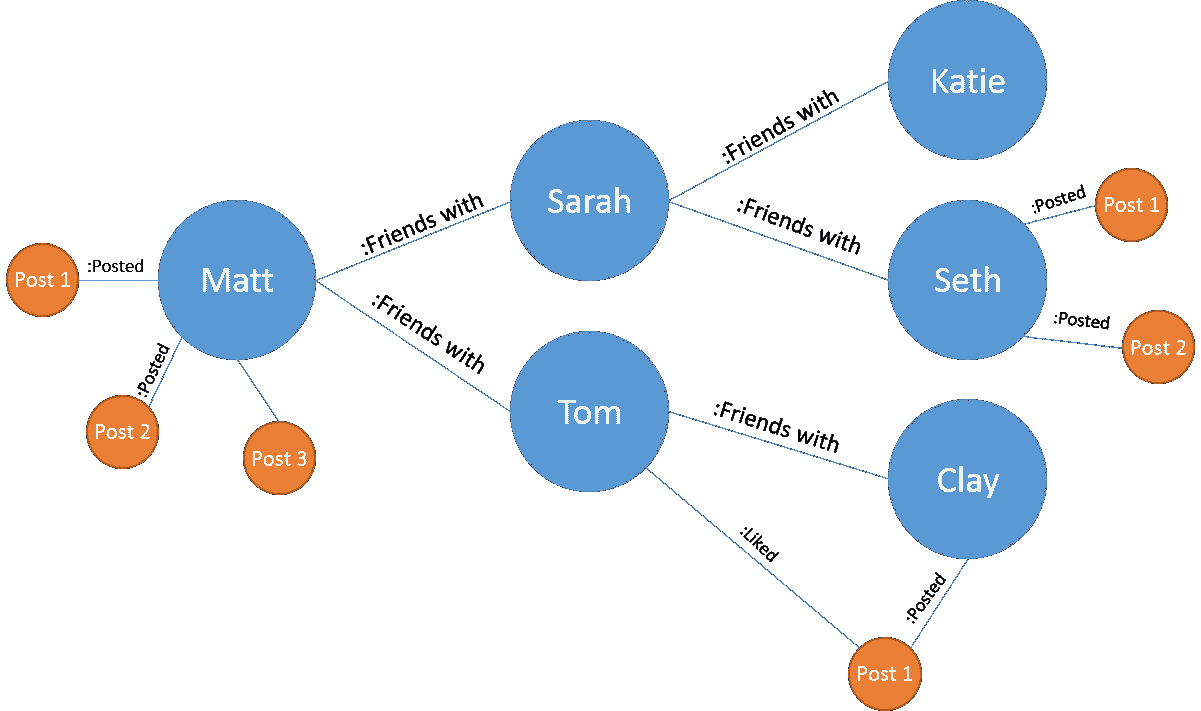 Katie
:Friends with
Sarah
:Friends with
:Friends with
Seth
:Posted
Post 1
:Posted
Post 2
Matt
:Posted
Post 1
:Posted
Post 2
Post 3
:Friends with
Tom
:Friends with
Clay
:Liked
:Posted
Post 1